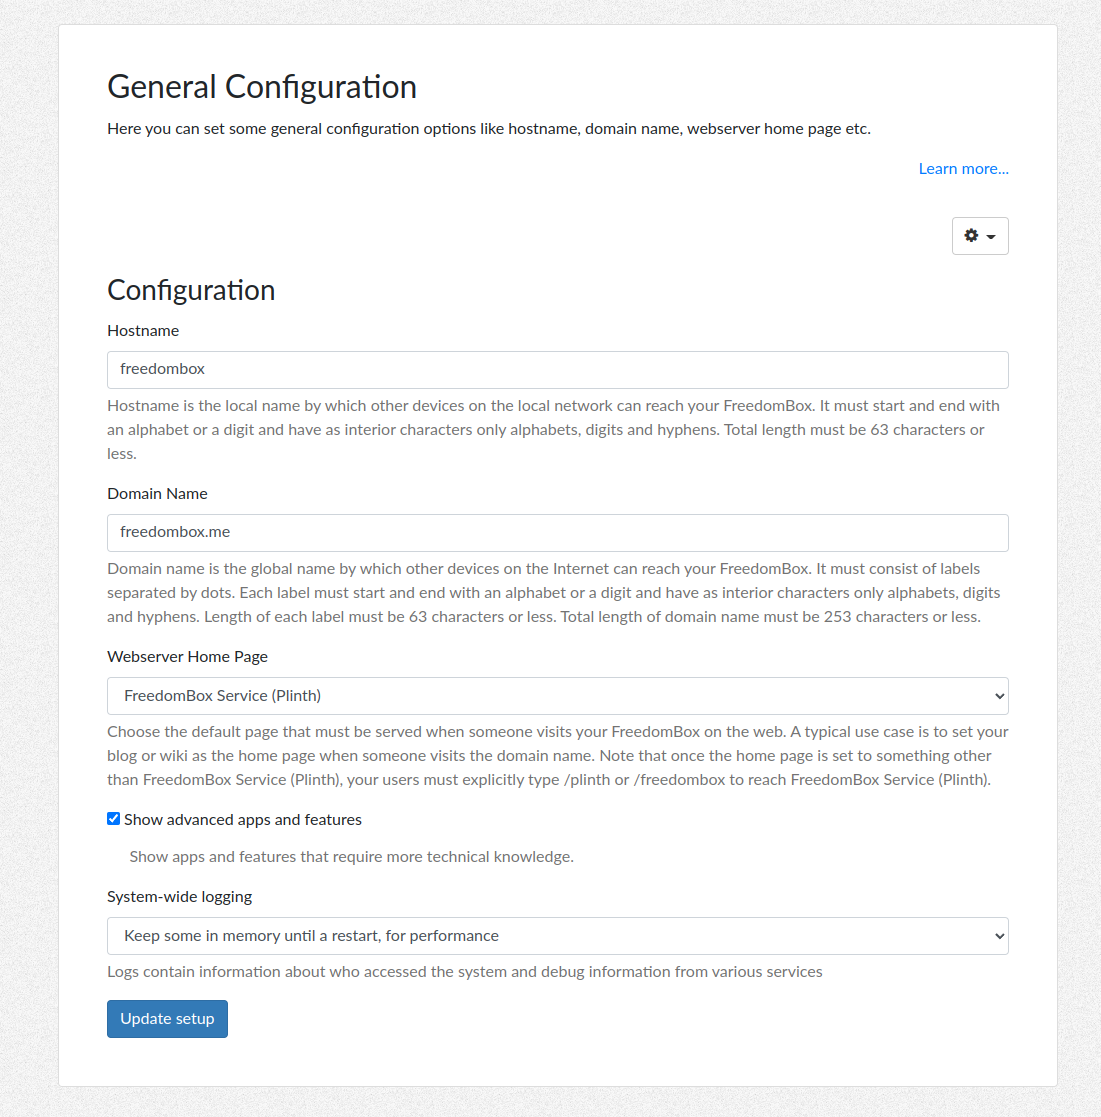 General Configuration
Here you can set some general configuration options like hostname, domain name, webserver home page etc.
Learn more...
Configuration
Hostname
freedombox
Hostname is the local name by which other devices on the local network can reach your FreedomBox. It must start and end with
an alphabet or a digit and have as interior characters only alphabets, digits and hyphens. Total length must be 63 characters or
less.
Domain Name
freedombox.me
Domain name is the global name by which other devices on the Internet can reach your FreedomBox. It must consist of labels
separated by dots. Each label must start and end with an alphabet or a digit and have as interior characters only alphabets, digits
and hyphens. Length of each label must be 63 characters or less. Total length of domain name must be 253 characters or less.
Webserver Home Page
FreedomBox Service (Plinth)
Choose the default page that must be served when someone visits your FreedomBox on the web. A typical use case is to set your
blog or wiki as the home page when someone visits the domain name. Note that once the home page is set to something other
than FreedomBox Service (Plinth), your users must explicitly type /plinth or /freedombox to reach FreedomBox Service (Plinth).
Show advanced apps and features
Show apps and features that require more technical knowledge.
System-wide logging
Keep some in memory until a restart, for performance
Logs contain information about who accessed the system and debug information from various services
Update setup